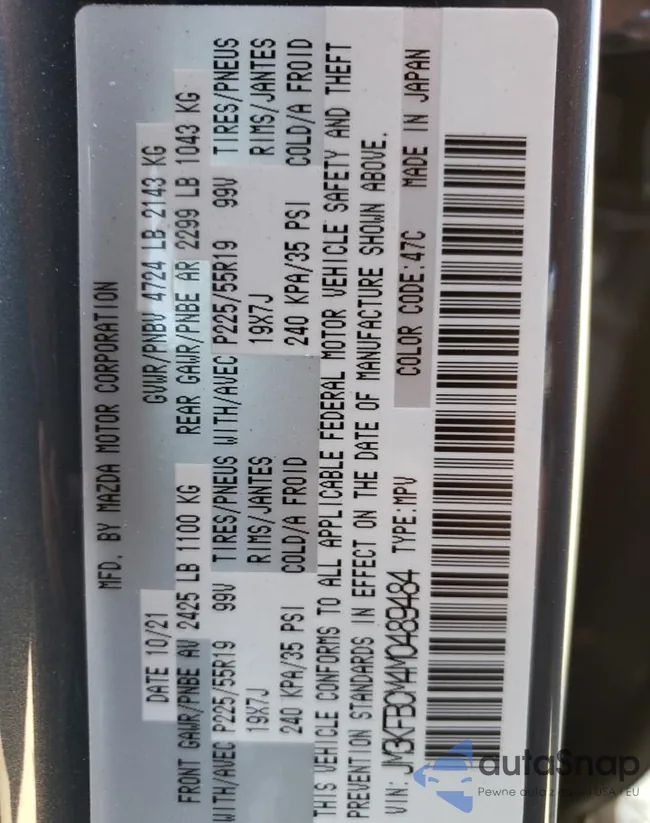 MFD. BY MAZDA MOTOR CORPORATION
DATE 10/21 GVWR/PNBV 4724 LB 2143 KG
FRONT GAWR/PNBE AV 2425 LB 1100 KG REAR GAWR/PNBE AR 2299 LB 1043 KG
WITH/AVEC P225/55R19 99V TIRES/PNEUS WITH/AVEC P225/55R19 99V TIRES/PNEUS
19X7J RIMS/JANTES 19X7J RIMS/JANTES
240 KPA/35 PSI COLD/A FROID 240 KPA/35 PSI COLD/A FROID
THIS VEHICLE CONFORMS TO ALL APPLICABLE FEDERAL MOTOR VEHICLE SAFETY AND THEFT
PREVENTION STANDARDS IN EFFECT ON THE DATE OF MANUFACTURE SHOWN ABOVE.
VIN: JM3KFBCM4M0489484 TYPE:MPV COLOR CODE:47C MADE IN JAPAN
autoSnap
Pewne auta z USA i EU